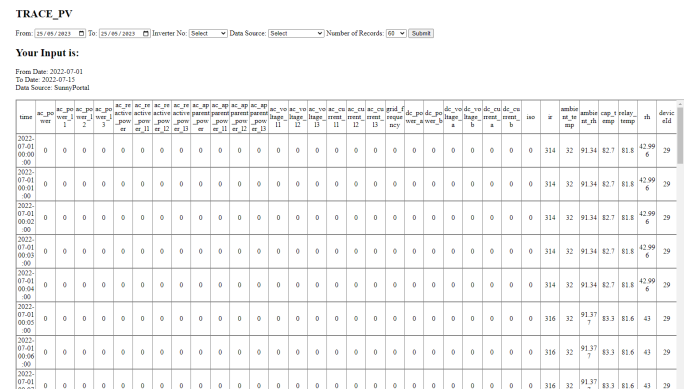 TRACE_PV
From: 25/05/2023 To: 25/05/2023 Inverter No: Select Data Source: Select Number of Records: 60 Submit
Your Input is:
From Date: 2022-07-01
To Date: 2022-07-15
Data Source: SunnyPortal
time ac_power ac_power_l1 ac_power_l2 ac_power_l3 ac_reactive_power ac_reactive_power_l1 ac_reactive_power_l2 ac_reactive_power_l3 ac_apparent_power ac_apparent_power_l1 ac_apparent_power_l2 ac_apparent_power_l3 ac_voltage_l1 ac_voltage_l2 ac_voltage_l3 ac_current_l1 ac_current_l2 ac_current_l3 grid_frequency dc_power_a dc_power_b dc_voltage_a dc_voltage_b dc_current_a dc_current_b iso ir ambient_temp ambient_rh cap_temp relay_temp rh deviceId
2022-07-01 00:00:00 0 0 0 0 0 0 0 0 0 0 0 0 0 0 0 0 0 0 0 0 0 0 0 0 0 314 32 91.34 82.7 81.8 42.996 29
2022-07-01 00:01:00 0 0 0 0 0 0 0 0 0 0 0 0 0 0 0 0 0 0 0 0 0 0 0 0 0 314 32 91.34 82.7 81.8 42.996 29
2022-07-01 00:02:00 0 0 0 0 0 0 0 0 0 0 0 0 0 0 0 0 0 0 0 0 0 0 0 0 0 314 32 91.34 82.7 81.8 42.996 29
2022-07-01 00:03:00 0 0 0 0 0 0 0 0 0 0 0 0 0 0 0 0 0 0 0 0 0 0 0 0 0 314 32 91.34 82.7 81.8 42.996 29
2022-07-01 00:04:00 0 0 0 0 0 0 0 0 0 0 0 0 0 0 0 0 0 0 0 0 0 0 0 0 0 314 32 91.34 82.7 81.8 42.996 29
2022-07-01 00:05:00 0 0 0 0 0 0 0 0 0 0 0 0 0 0 0 0 0 0 0 0 0 0 0 0 0 316 32 91.377 83.3 81.6 43 29
2022-07-01 00:06:00 0 0 0 0 0 0 0 0 0 0 0 0 0 0 0 0 0 0 0 0 0 0 0 0 0 316 32 91.377 83.3 81.6 43 29
2022-07-01 0 0 0 0 0 0 0 0 0 0 0 0 0 0 0 0 0 0 0 0 0 0 0 0 0 316 32 91.37 83.3 81.6 43 29